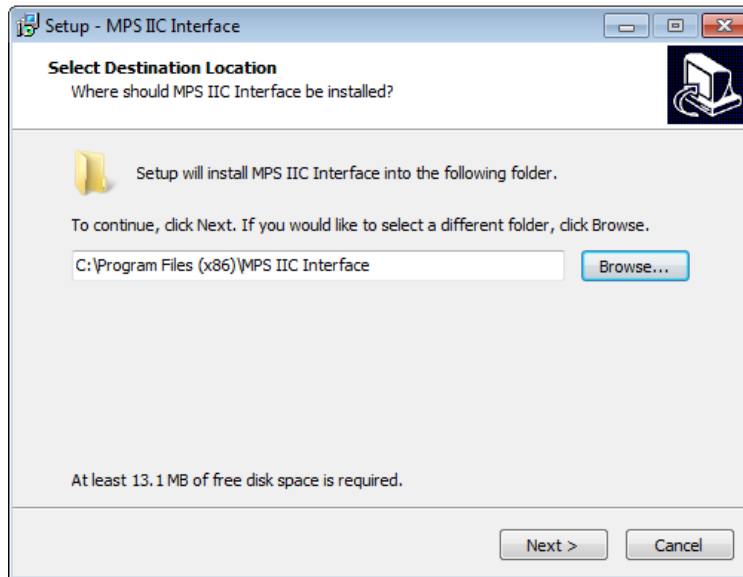 Setup - MPS IIC Interface
Select Destination Location
Where should MPS IIC Interface be installed?
Setup will install MPS IIC Interface into the following folder.
To continue, click Next. If you would like to select a different folder, click Browse.
C:\Program Files (x86)\MPS IIC Interface
Browse...
At least 13.1 MB of free disk space is required.
Next >
Cancel